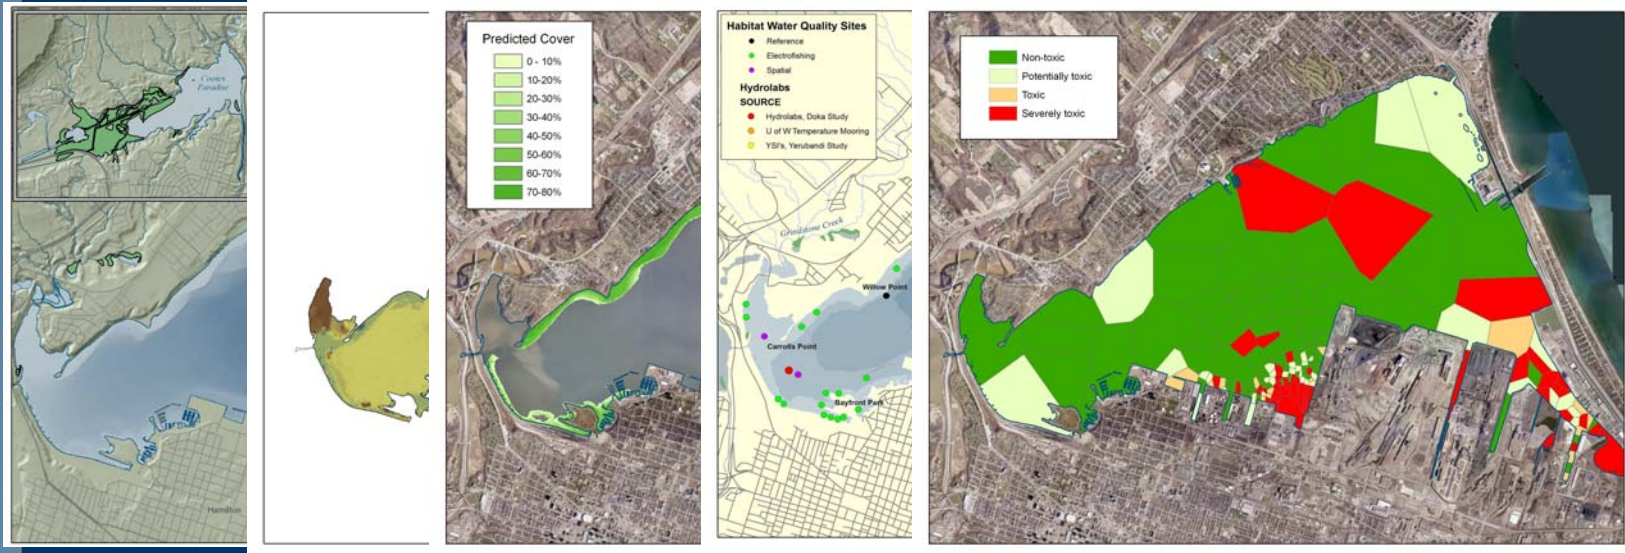 Cootes
Paradise
Hamilton
Predicted Cover
0 - 10%
10-20%
20-30%
30-40%
40-50%
50-60%
60-70%
70-80%
Habitat Water Quality Sites
Reference
Electrofishing
Spatial
Hydrolabs
SOURCE
Hydrolabs, Doka Study
U of W Temperature Mooring
YSI's, Yerubandi Study
Grindstone Creek
Willow Point
Carrolls Point
Bayfront Park
Non-toxic
Potentially toxic
Toxic
Severely toxic